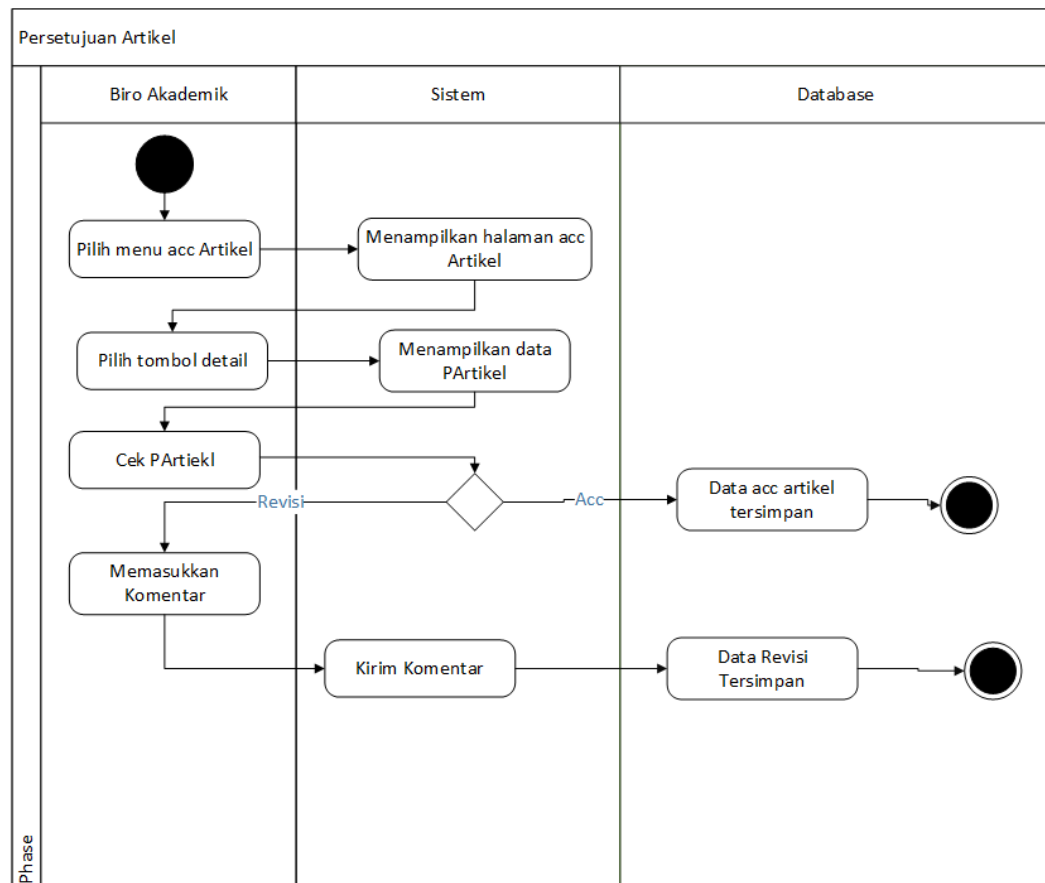 Persetujuan Artikel
Biro Akademik
Sistem
Database
Pilih menu acc Artikel
Menampilkan halaman acc
Artikel
Pilih tombol detail
Menampilkan data
PArtikel
Cek PArtiekl
Revisi
Acc
Data acc artikel
tersimpan
Memasukkan
Komentar
Kirim Komentar
Data Revisi
Tersimpan
Phase